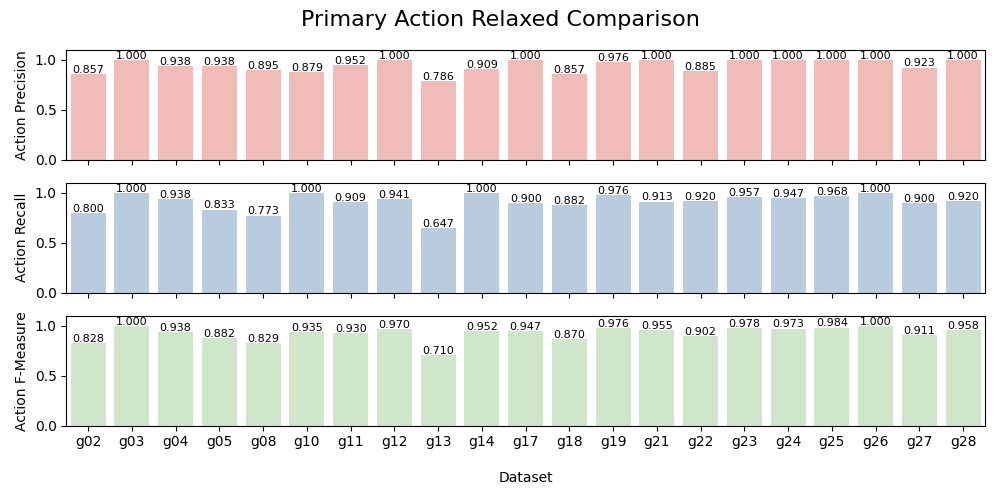 Primary Action Relaxed Comparison
Action Precision
1.0
0.5
0.0
0.857 1.000 0.938 0.938 0.895 0.879 0.952 1.000 0.786 0.909 1.000 0.857 0.976 1.000 0.885 1.000 1.000 1.000 1.000 0.923 1.000
Action Recall
1.0
0.5
0.0
0.800 1.000 0.938 0.833 0.773 1.000 0.909 0.941 0.647 1.000 0.900 0.882 0.976 0.913 0.920 0.957 0.947 0.968 1.000 0.900 0.920
Action F-Measure
1.0
0.5
0.0
0.828 1.000 0.938 0.882 0.829 0.935 0.930 0.970 0.710 0.952 0.947 0.870 0.976 0.955 0.902 0.978 0.973 0.984 1.000 0.911 0.958
g02 g03 g04 g05 g08 g10 g11 g12 g13 g14 g17 g18 g19 g21 g22 g23 g24 g25 g26 g27 g28
Dataset